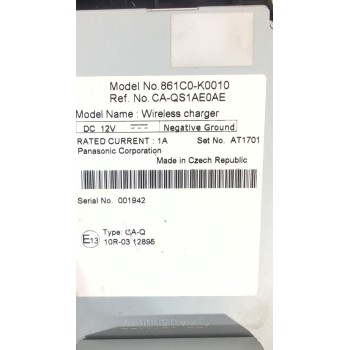 Model No.861C0-K0010
Ref. No.CA-QS1AE0AE
Model Name : Wireless charger
DC 12V Negative Ground
RATED CURRENT : 1A Set No. AT1701
Panasonic Corporation
Made in Czech Republic
Serial No. 001942
E13 Type: CA-Q
10R-03 12895